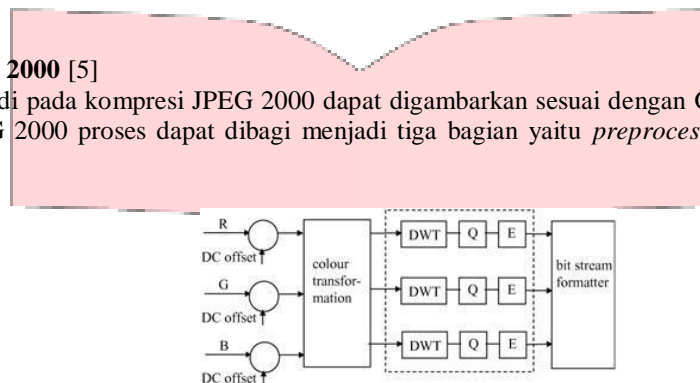 2000 [5]
di pada kompresi JPEG 2000 dapat digambarkan sesuai dengan
2000 proses dapat dibagi menjadi tiga bagian yaitu preproces
R
DC offset
G
DC offset
B
DC offset
colour
transfor-
mation
DWT Q E
DWT Q E
DWT Q E
bit stream
formatter